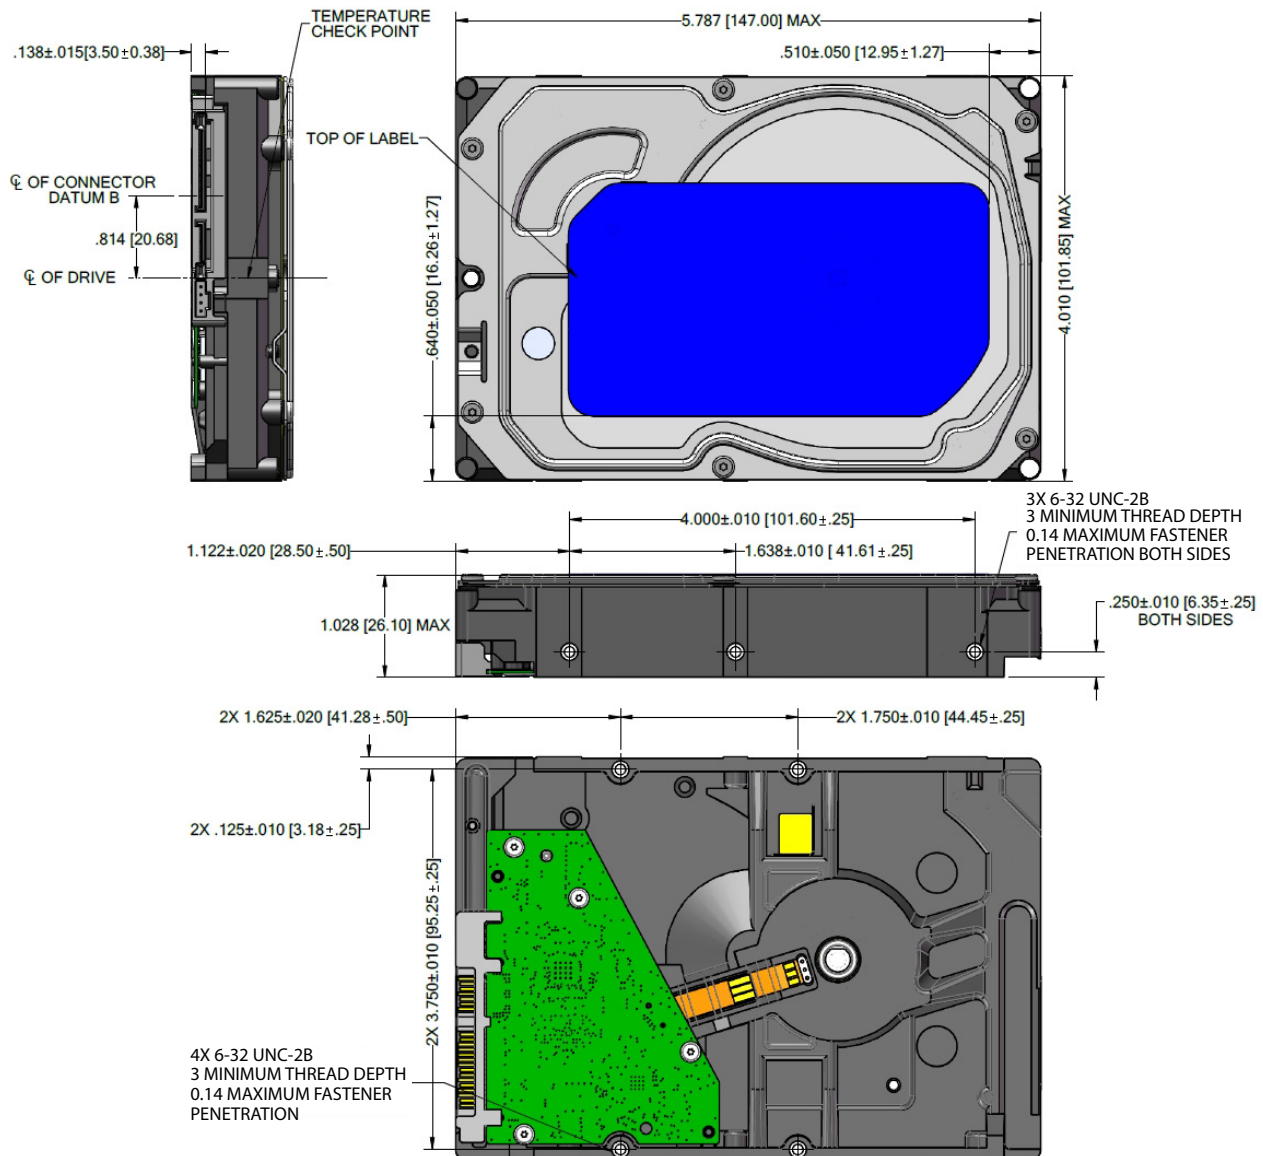 TEMPERATURE
CHECK POINT
.138±.015[3.50±0.38]
5.787 [147.00] MAX
.510±.050 [12.95±1.27]
TOP OF LABEL
℄ OF CONNECTOR
DATUM B
.814 [20.68]
℄ OF DRIVE
.640±.050 [16.26±1.27]
4.010 [101.85] MAX
3X 6-32 UNC-2B
3 MINIMUM THREAD DEPTH
0.14 MAXIMUM FASTENER
PENETRATION BOTH SIDES
4.000±.010 [101.60±.25]
1.122±.020 [28.50±.50]
1.638±.010 [ 41.61±.25]
1.028 [26.10] MAX
.250±.010 [6.35±.25]
BOTH SIDES
2X 1.625±.020 [41.28±.50]
2X 1.750±.010 [44.45±.25]
2X .125±.010 [3.18±.25]
2X 3.750±.010 [95.25±.25]
4X 6-32 UNC-2B
3 MINIMUM THREAD DEPTH
0.14 MAXIMUM FASTENER
PENETRATION